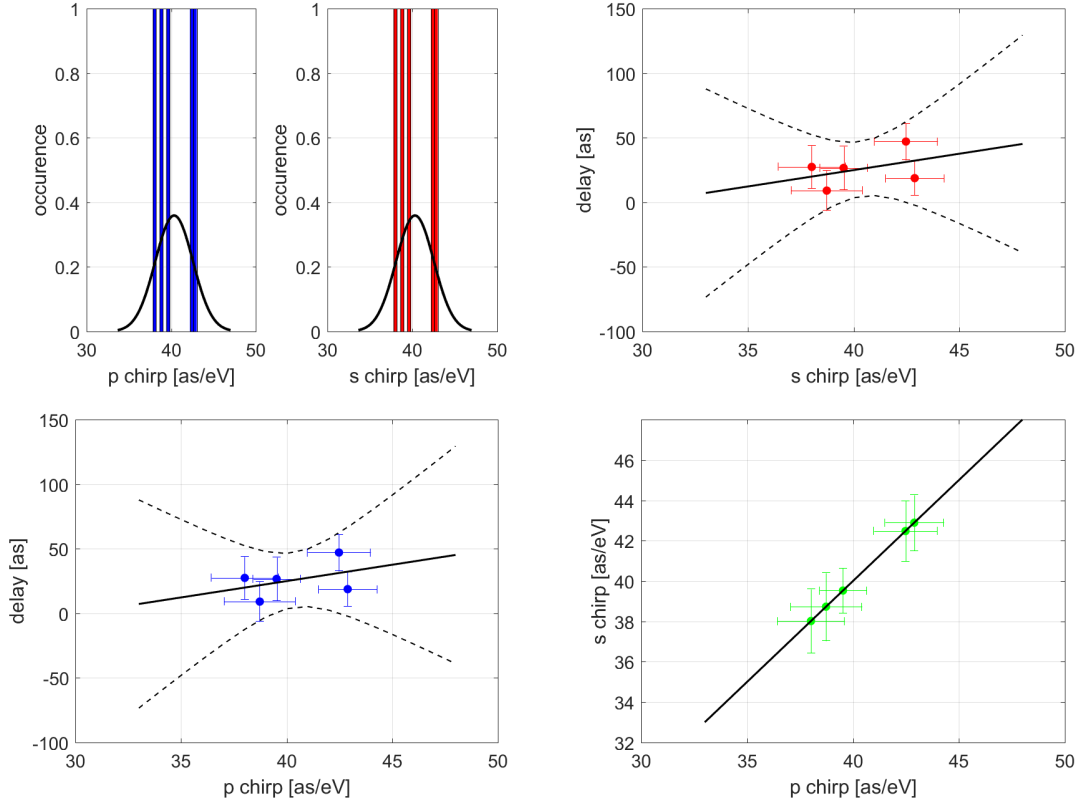 1
0.8
0.6
0.4
0.2
0
occurence
30 40 50
p chirp [as/eV]
1
0.8
0.6
0.4
0.2
0
occurence
30 40 50
s chirp [as/eV]
150
100
50
0
-50
-100
delay [as]
30 35 40 45 50
s chirp [as/eV]
150
100
50
0
-50
-100
delay [as]
30 35 40 45 50
p chirp [as/eV]
46
44
42
40
38
36
34
32
s chirp [as/eV]
30 35 40 45 50
p chirp [as/eV]